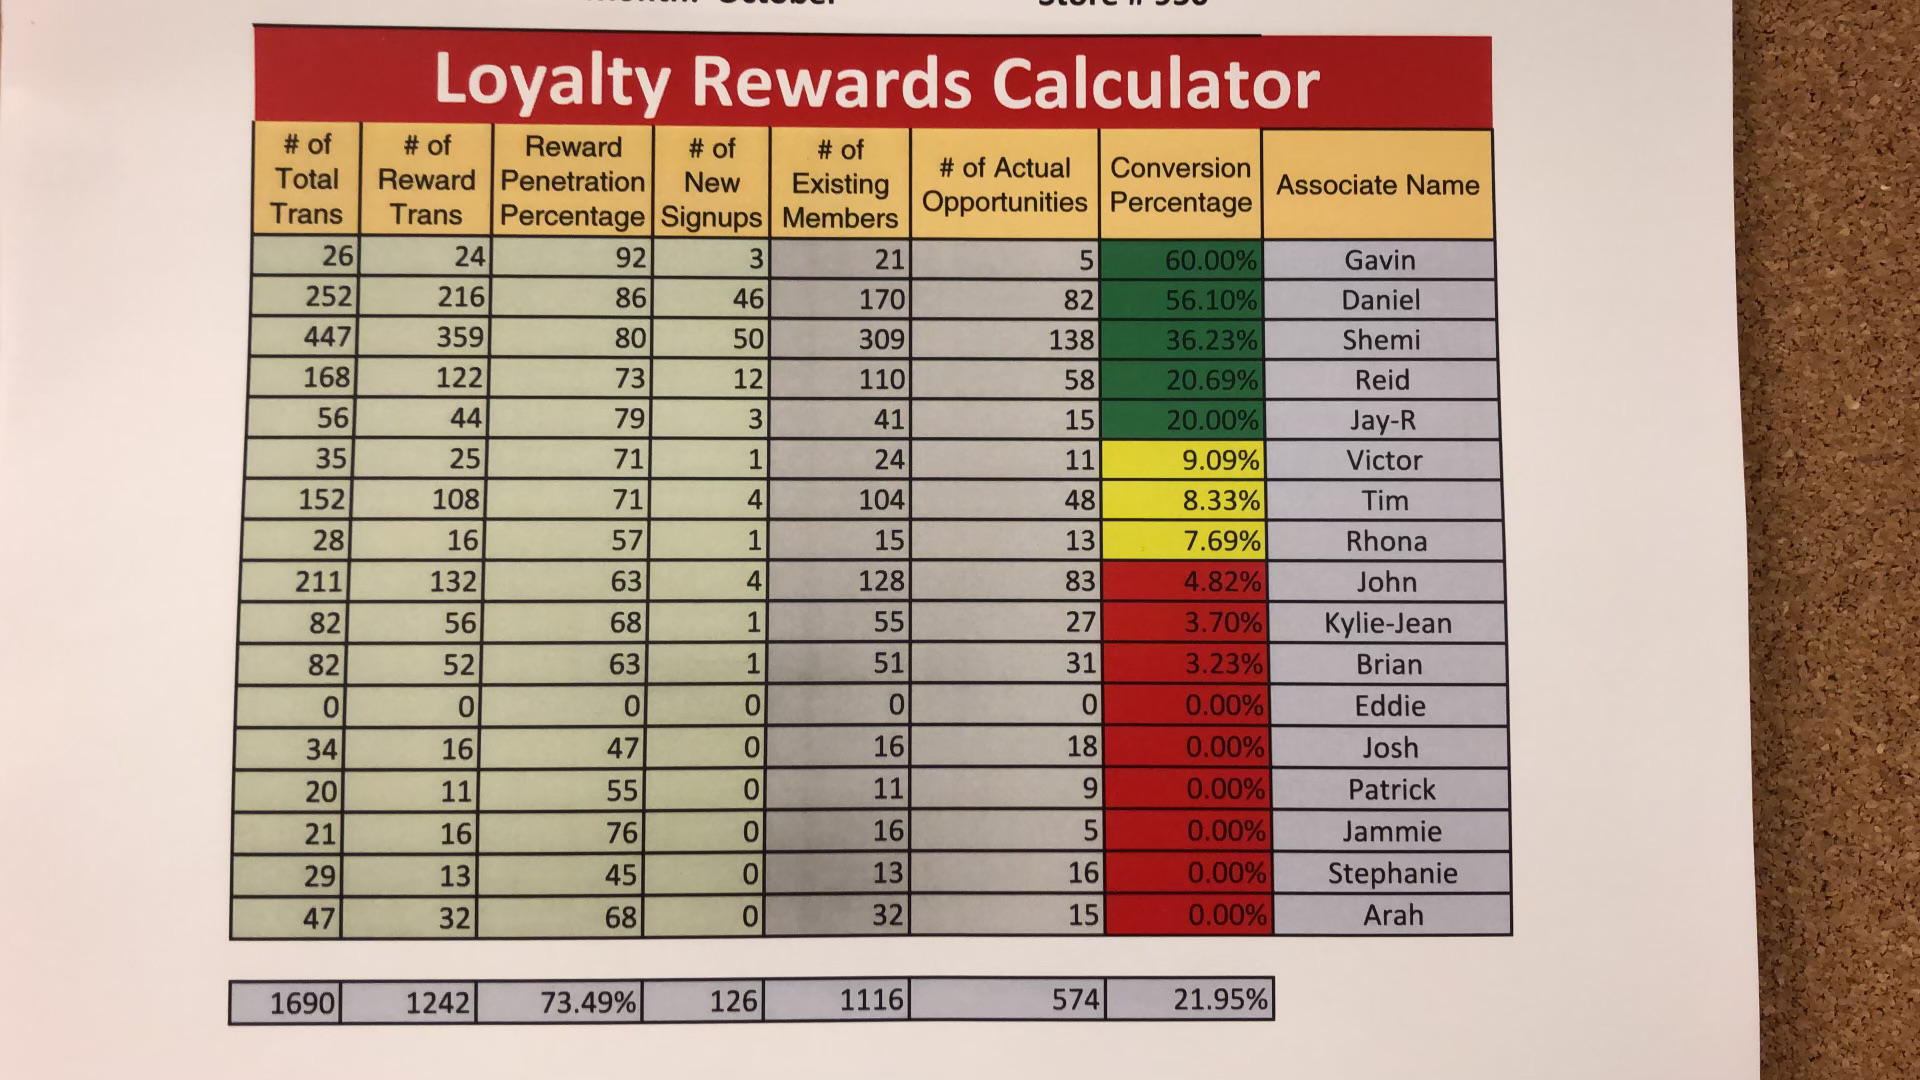 October
Loyalty Rewards Calculator
# of Total Trans # of Reward Trans Reward Penetration Percentage # of New Signups # of Existing Members # of Actual Opportunities Conversion Percentage Associate Name
26 24 92 3 21 5 60.00% Gavin
252 216 86 46 170 82 56.10% Daniel
447 359 80 50 309 138 36.23% Shemi
168 122 73 12 110 58 20.69% Reid
56 44 79 3 41 15 20.00% Jay-R
35 25 71 1 24 11 9.09% Victor
152 108 71 4 104 48 8.33% Tim
28 16 57 1 15 13 7.69% Rhona
211 132 63 4 128 83 4.82% John
82 56 68 1 55 27 3.70% Kylie-Jean
82 52 63 1 51 31 3.23% Brian
0 0 0 0 0 0 0.00% Eddie
34 16 47 0 16 18 0.00% Josh
20 11 55 0 11 9 0.00% Patrick
21 16 76 0 16 5 0.00% Jammie
29 13 45 0 13 16 0.00% Stephanie
47 32 68 0 32 15 0.00% Arah
1690 1242 73.49% 126 1116 574 21.95%